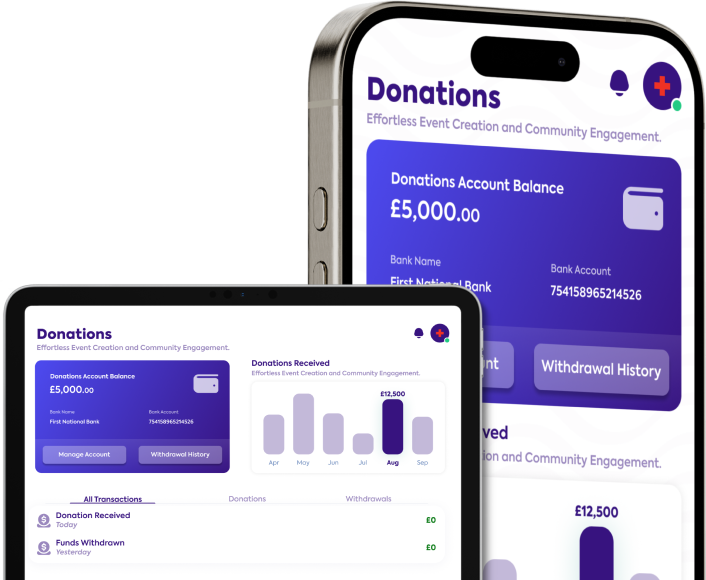 Donations
Effortless Event Creation and Community Engagement.
Donations Account Balance
£5,000.00
Bank Name
First National Bank
Bank Account
754158965214526
nt
Withdrawal History
ved
ion and Community Engagement.
£12,500
Donations
Effortless Event Creation and Community Engagement.
Donations Account Balance
£5,000.00
Bank Name
First National Bank
Bank Account
754158965214526
Manage Account
Withdrawal History
Donations Received
Effortless Event Creation and Community Engagement.
£12,500
Apr May Jun Jul Aug Sep
All Transactions Donations Withdrawals
Donation Received
Today
£0
Funds Withdrawn
Yesterday
£0